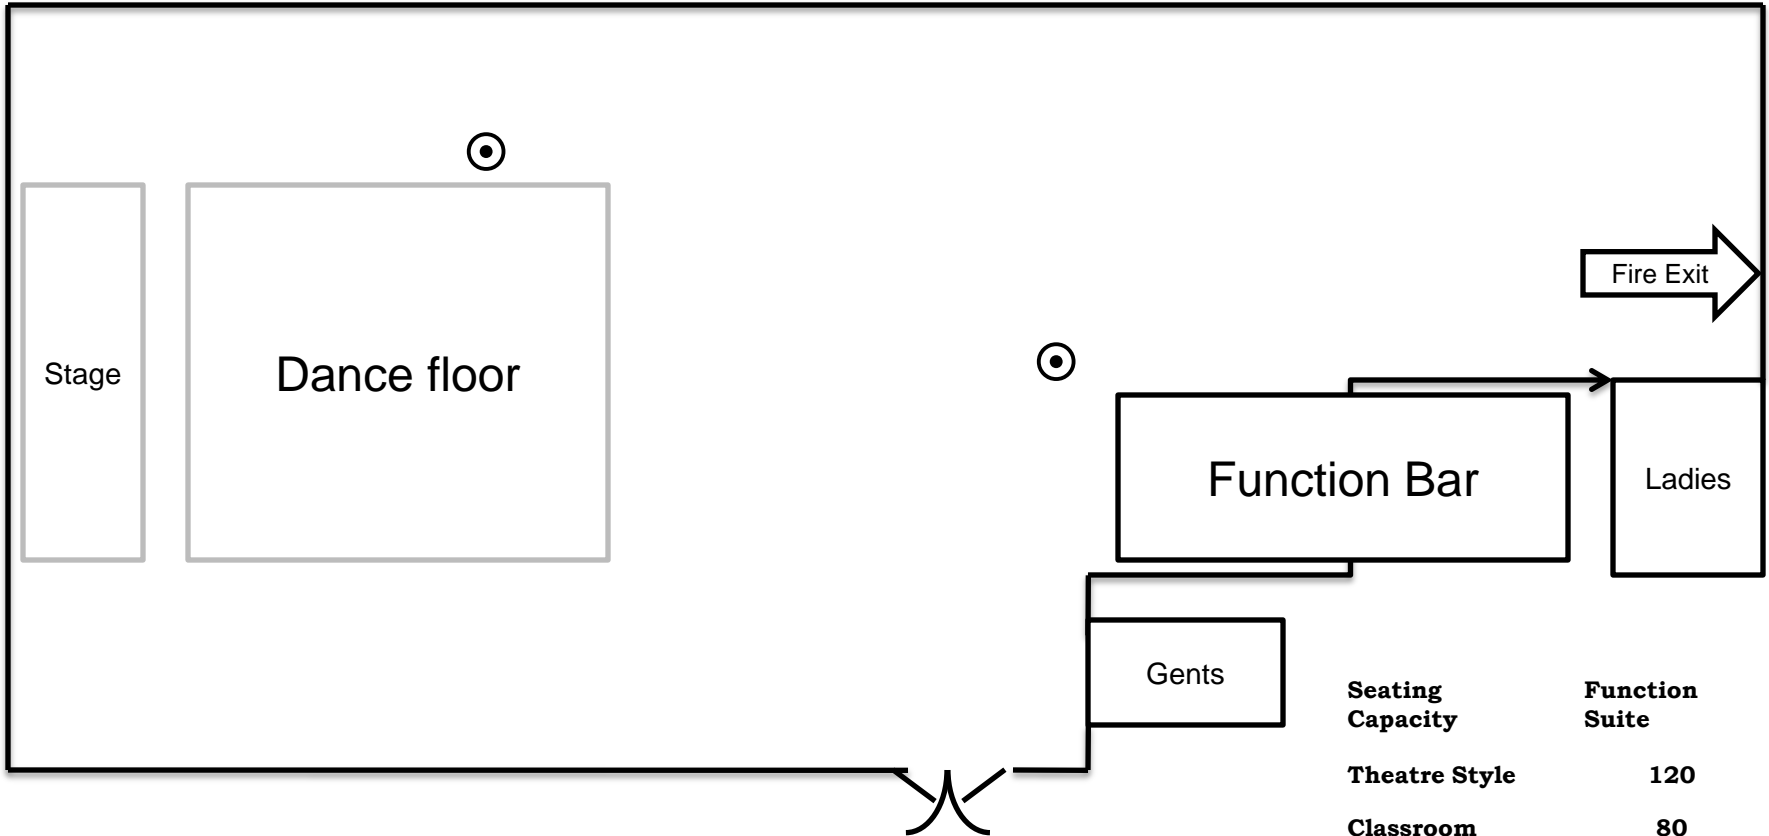 Fire Exit
Stage
Dance floor
Function Bar
Ladies
Gents
Seating Function
Capacity Suite
Theatre Style 120
Classroom 80